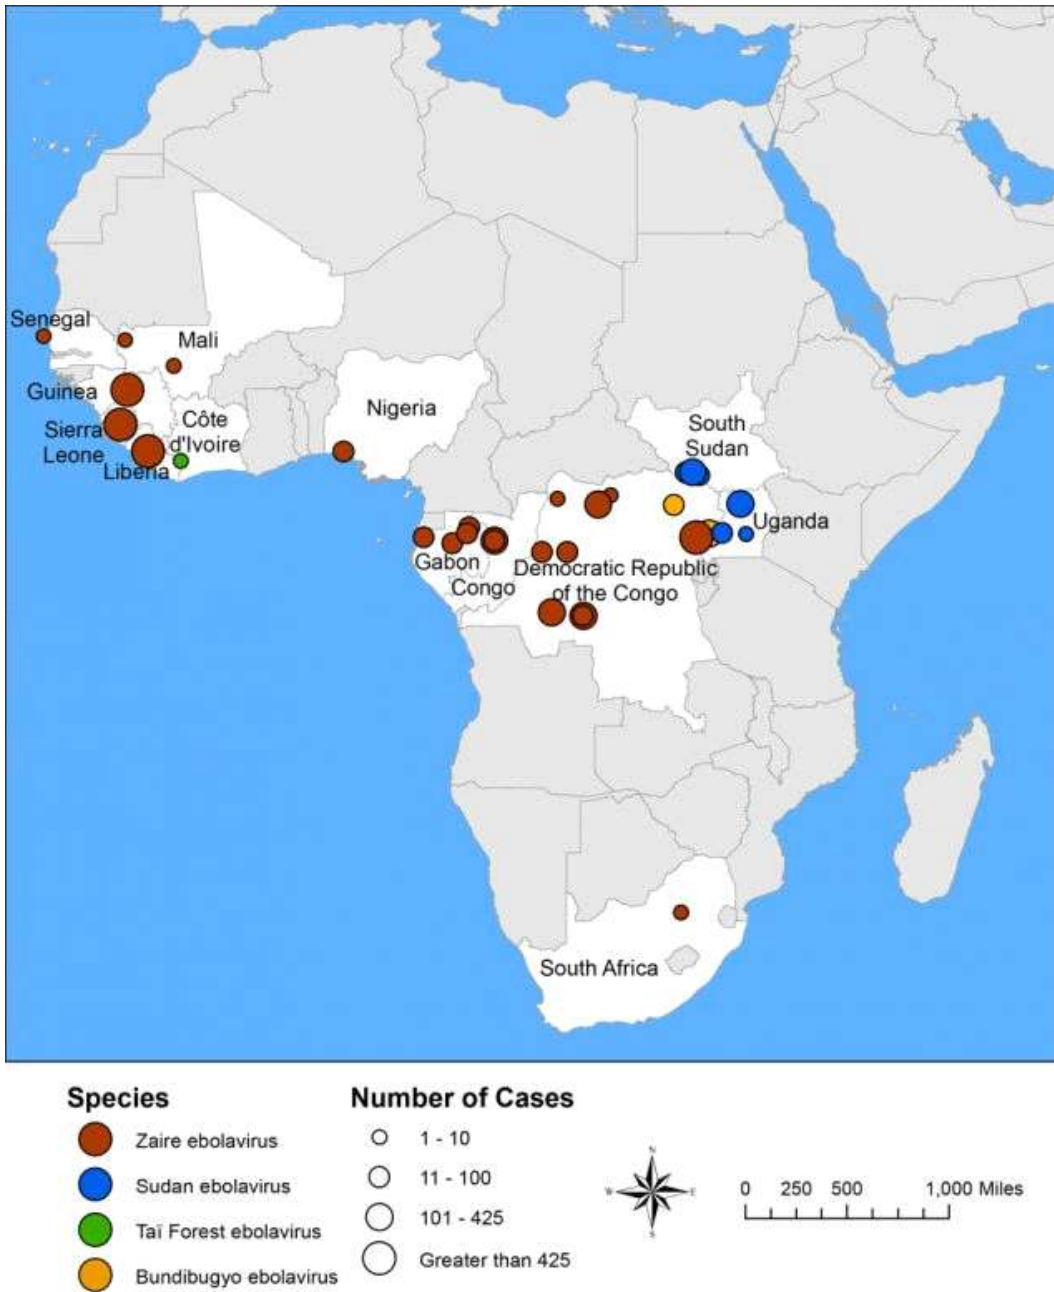 Senegal
Mali
Guinea
Sierra
Leone
Côte
d'Ivoire
Liberia
Nigeria
South
Sudan
Uganda
Gabon
Congo
Democratic Republic
of the Congo
South Africa
Species
Zaire ebolavirus
Sudan ebolavirus
Taï Forest ebolavirus
Bundibugyo ebolavirus
Number of Cases
1 - 10
11 - 100
101 - 425
Greater than 425
N
W E
S
0 250 500 1,000 Miles